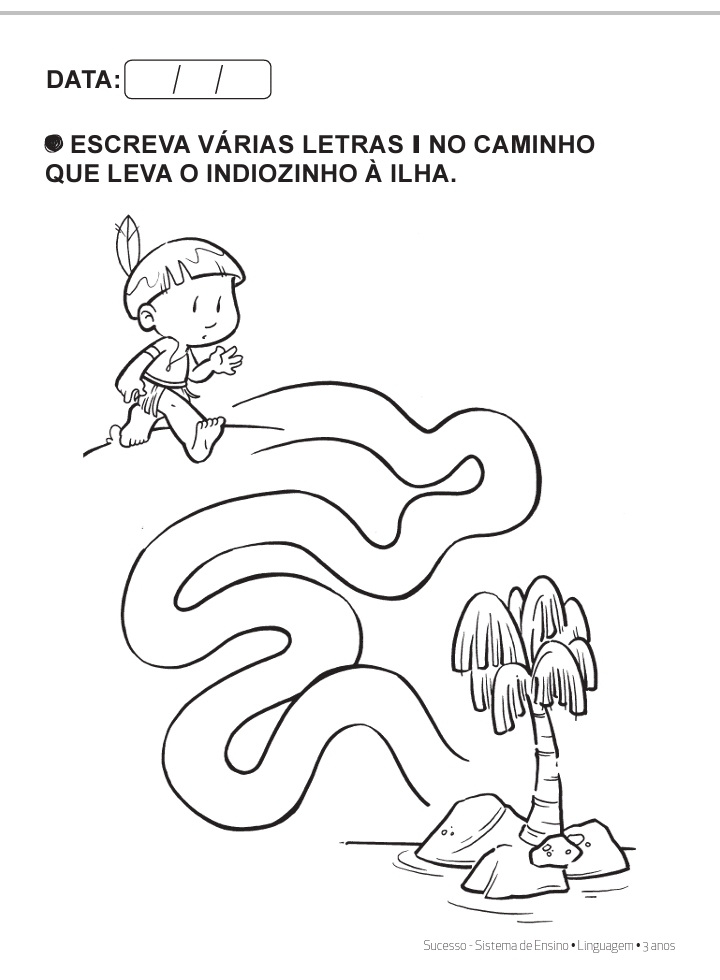 DATA: / /
● ESCREVA VÁRIAS LETRAS I NO CAMINHO
QUE LEVA O INDIOZINHO À ILHA.
Sucesso - Sistema de Ensino • Linguagem • 3 anos